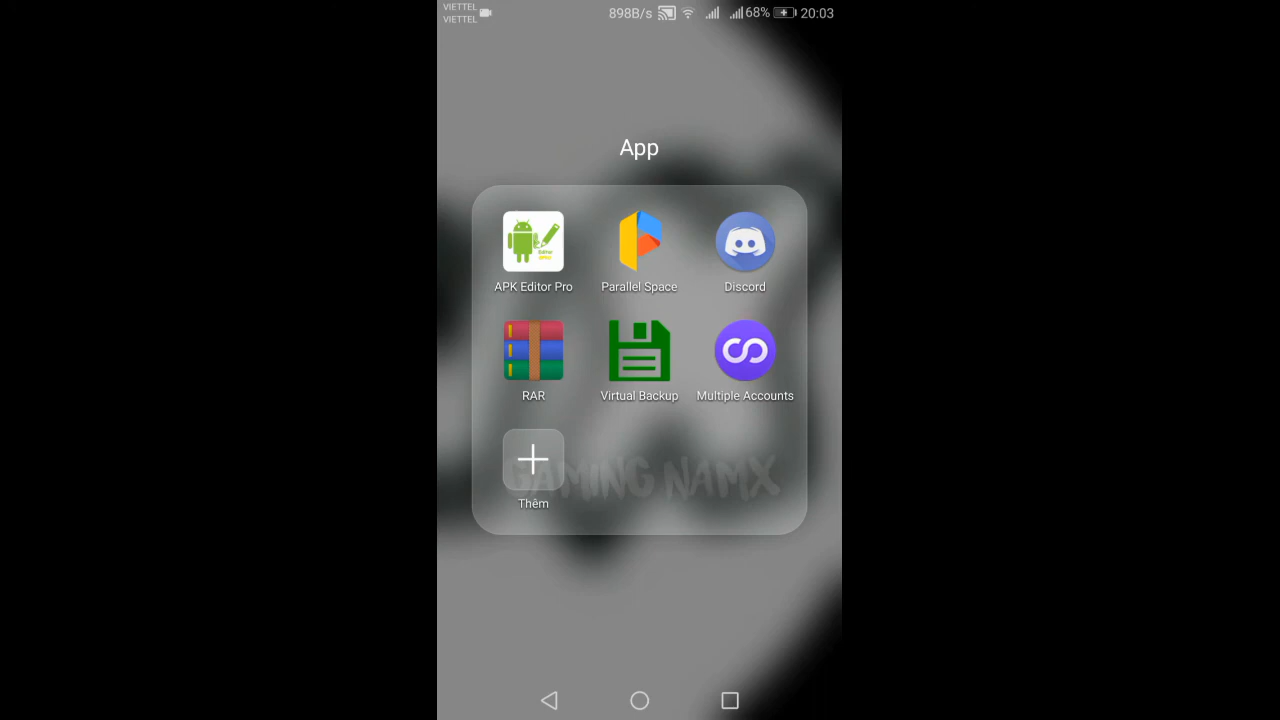 VIETTEL
VIETTEL
898B/s 68% 20:03
App
APK Editor Pro Parallel Space Discord
RAR Virtual Backup Multiple Accounts
GAMING NAMX
Thêm